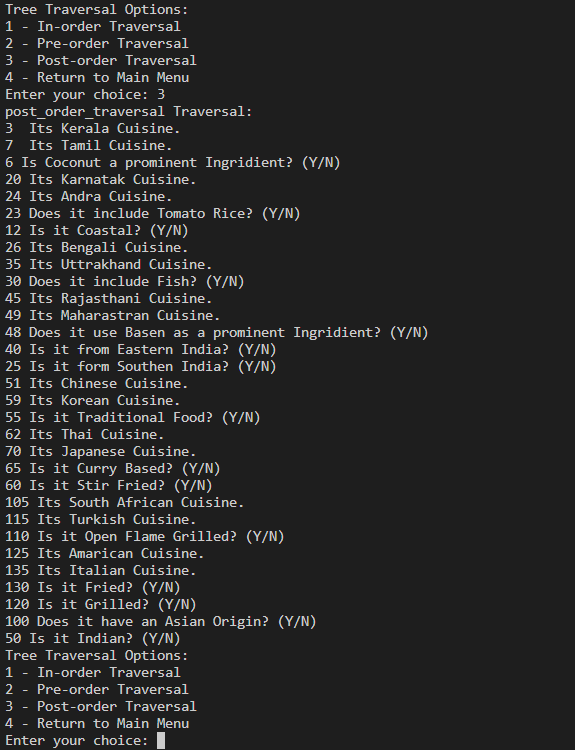 Tree Traversal Options:
1 - In-order Traversal
2 - Pre-order Traversal
3 - Post-order Traversal
4 - Return to Main Menu
Enter your choice: 3
post_order_traversal Traversal:
3  Its Kerala Cuisine.
7  Its Tamil Cuisine.
6 Is Coconut a prominent Ingridient? (Y/N)
20 Its Karnatak Cuisine.
24 Its Andra Cuisine.
23 Does it include Tomato Rice? (Y/N)
12 Is it Coastal? (Y/N)
26 Its Bengali Cuisine.
35 Its Uttrakhand Cuisine.
30 Does it include Fish? (Y/N)
45 Its Rajasthani Cuisine.
49 Its Maharastran Cuisine.
48 Does it use Basen as a prominent Ingridient? (Y/N)
40 Is it from Eastern India? (Y/N)
25 Is it form Southen India? (Y/N)
51 Its Chinese Cuisine.
59 Its Korean Cuisine.
55 Is it Traditional Food? (Y/N)
62 Its Thai Cuisine.
70 Its Japanese Cuisine.
65 Is it Curry Based? (Y/N)
60 Is it Stir Fried? (Y/N)
105 Its South African Cuisine.
115 Its Turkish Cuisine.
110 Is it Open Flame Grilled? (Y/N)
125 Its Amarican Cuisine.
135 Its Italian Cuisine.
130 Is it Fried? (Y/N)
120 Is it Grilled? (Y/N)
100 Does it have an Asian Origin? (Y/N)
50 Is it Indian? (Y/N)
Tree Traversal Options:
1 - In-order Traversal
2 - Pre-order Traversal
3 - Post-order Traversal
4 - Return to Main Menu
Enter your choice: